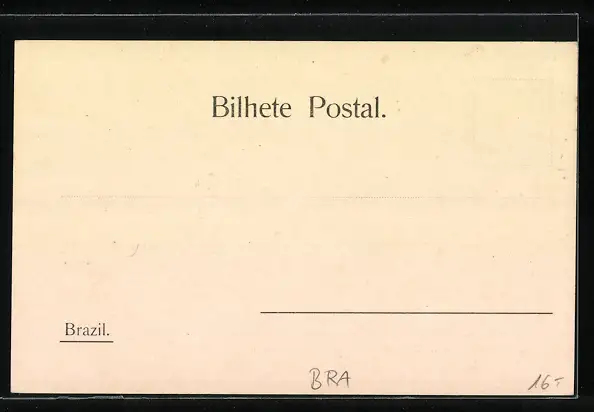 Bilhete Postal.
Brazil.
BRA
16-